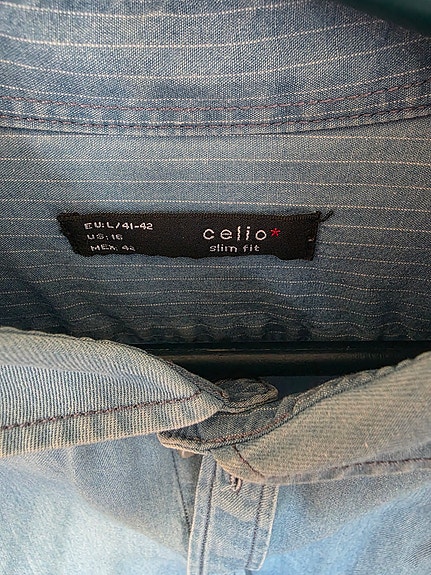 EU: L/41-42
US: 16
MEX: 42
celio*
slim fit